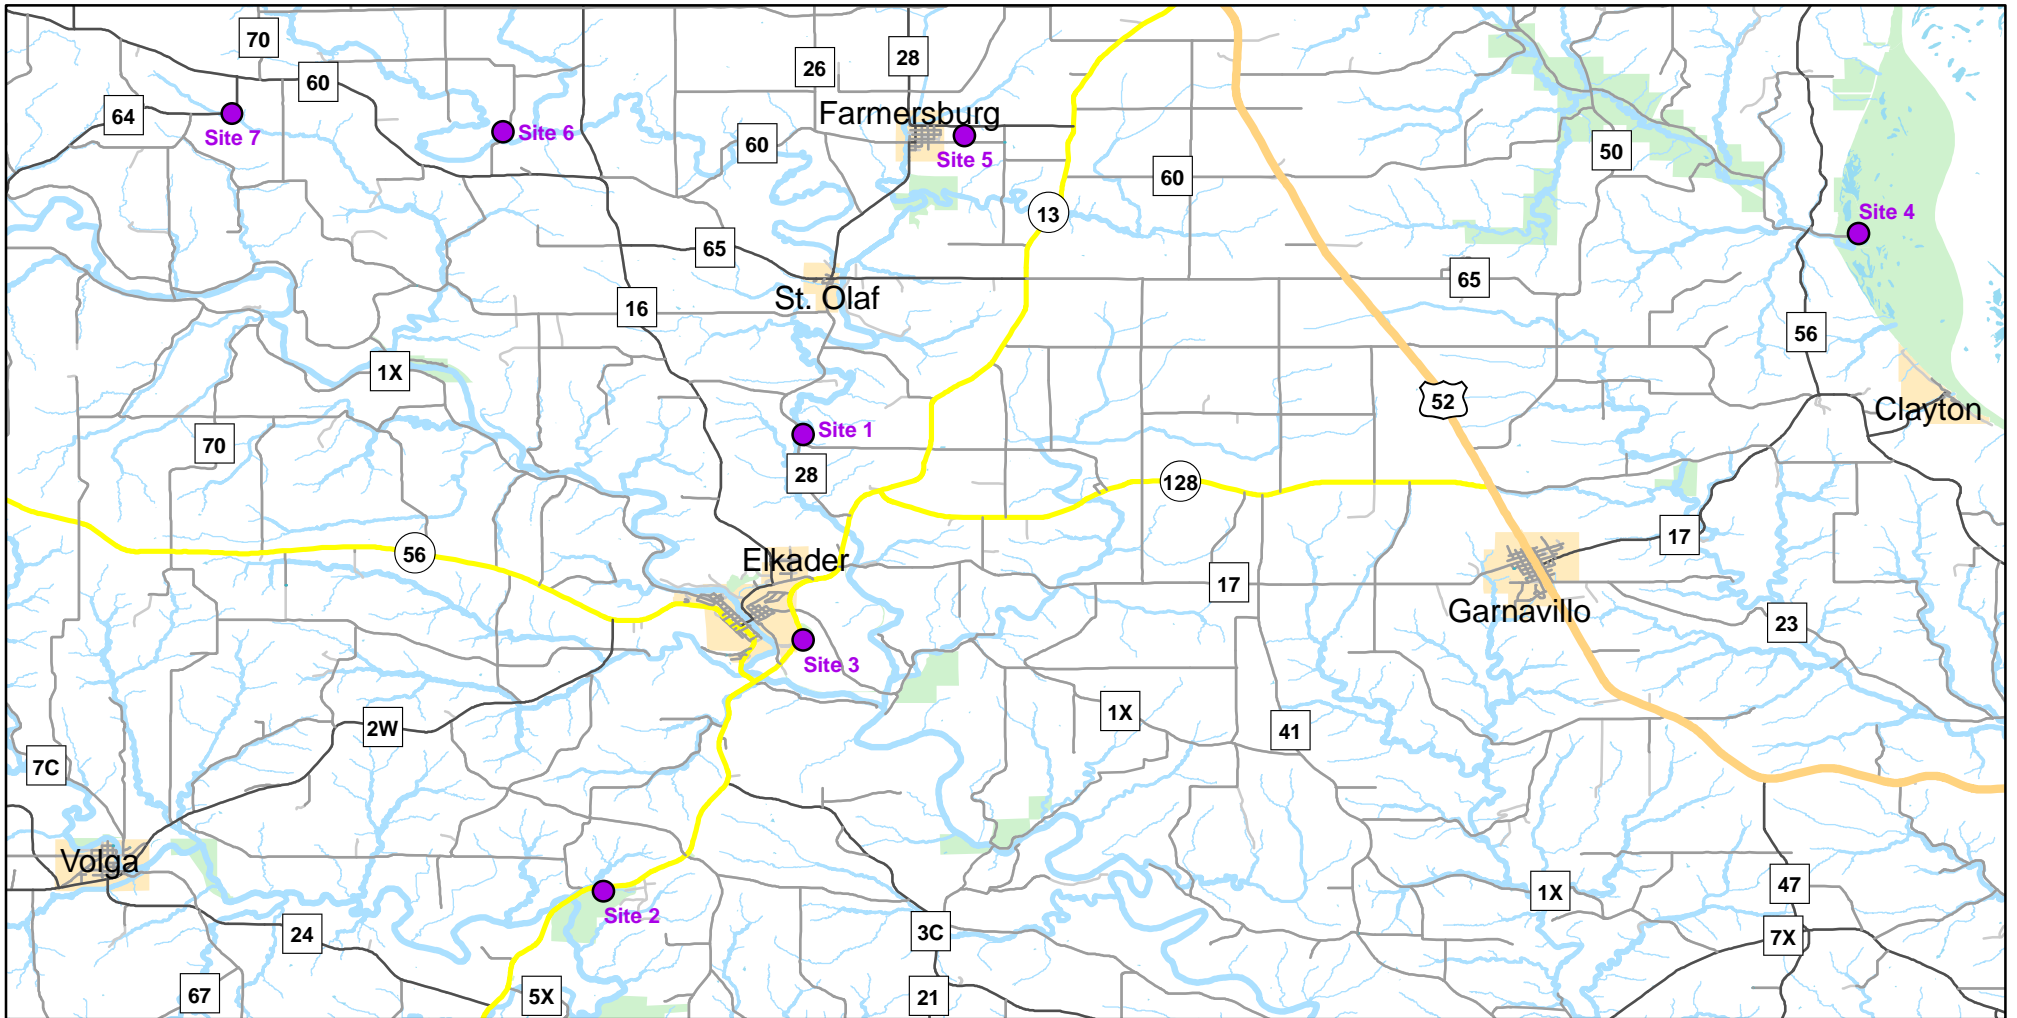 70
28
26
60
64
Farmersburg
Site 7
Site 6
60
Site 5
50
60
13
Site 4
65
65
St. Olaf
16
56
1X
52
Clayton
Site 1
70
28
128
17
56
Elkader
17
Garnavillo
23
Site 3
1X
2W
41
7C
Volga
47
1X
Site 2
24
3C
7X
67
5X
21